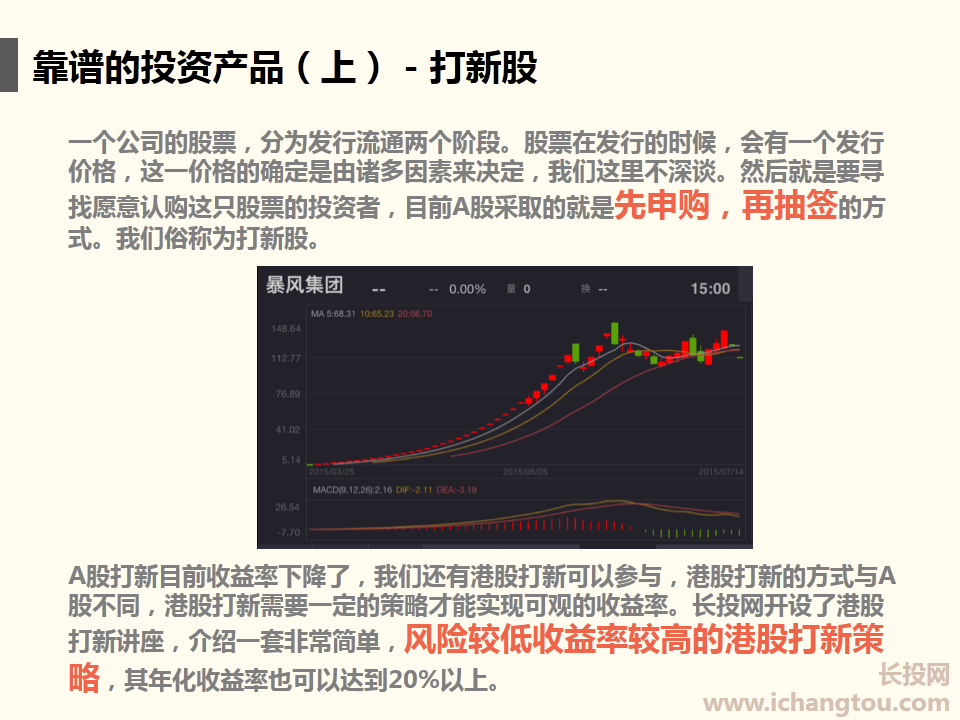 靠谱的投资产品（上）－打新股
一个公司的股票，分为发行流通两个阶段。股票在发行的时候，会有一个发行
价格，这一价格的确定是由诸多因素来决定，我们这里不深谈。然后就是要寻
找愿意认购这只股票的投资者，目前A股采取的就是先申购，再抽签的方
式。我们俗称为打新股。
暴风集团 -- -- 0.00% 量 0 换 -- 15:00
MA 5:68.31 10:65.23 20:66.70
148.64
112.77
76.89
41.02
5.14
2015/03/25 2015/05/05 2015/07/14
MACD(9,12,26):2.16 DIF:-2.11 DEA:-3.19
26.54
-7.70
A股打新目前收益率下降了，我们还有港股打新可以参与，港股打新的方式与A
股不同，港股打新需要一定的策略才能实现可观的收益率。长投网开设了港股
打新讲座，介绍一套非常简单，风险较低收益率较高的港股打新策
略，其年化收益率也可以达到20%以上。
长投网
www.ichangtou.com